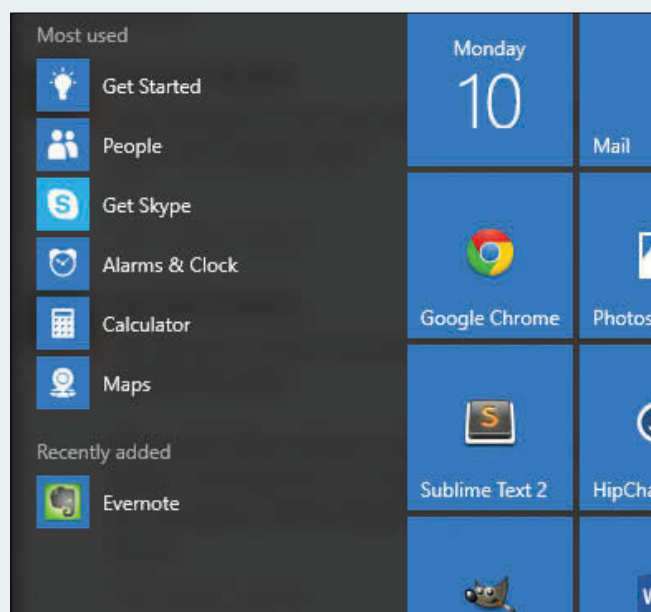 Most used
Get Started
People
Get Skype
Alarms & Clock
Calculator
Maps
Recently added
Evernote
Monday
10
Mail
Google Chrome
Photos
Sublime Text 2
HipCha